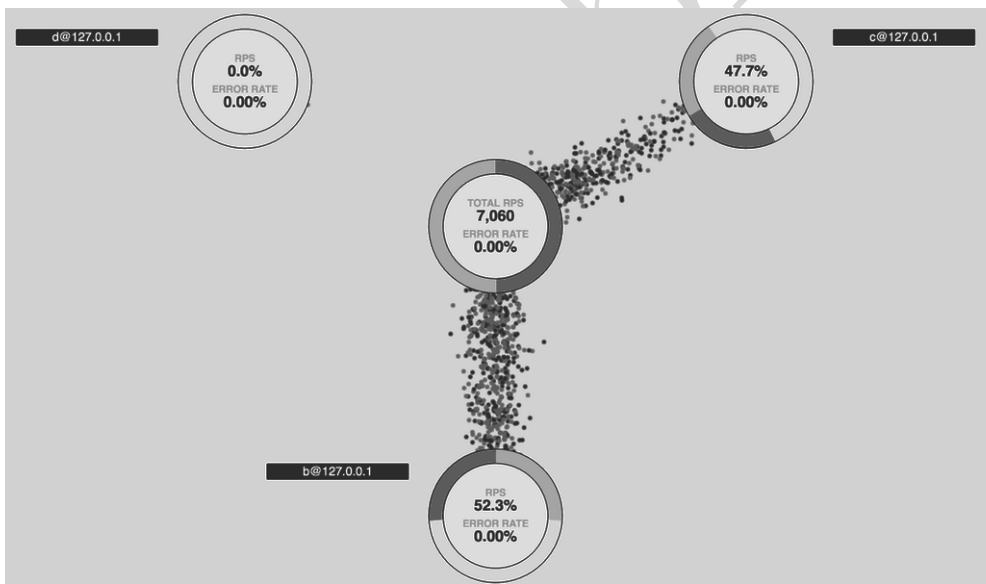 d@127.0.0.1
RPS
0.0%
ERROR RATE
0.00%
c@127.0.0.1
RPS
47.7%
ERROR RATE
0.00%
TOTAL RPS
7,060
ERROR RATE
0.00%
b@127.0.0.1
RPS
52.3%
ERROR RATE
0.00%